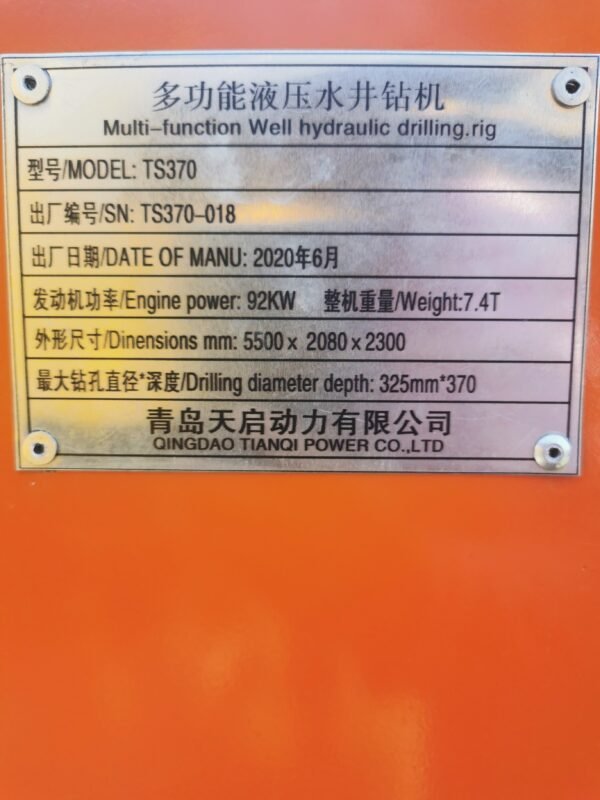 多功能液压水井钻机
Multi-function Well hydraulic drilling.rig
型号/MODEL: TS370
出厂编号/SN: TS370-018
出厂日期/DATE OF MANU: 2020年6月
发动机功率/Engine power: 92KW 整机重量/Weight:7.4T
外形尺寸/Dinensions mm: 5500 x 2080 x 2300
最大钻孔直径*深度/Drilling diameter depth: 325mm*370
青岛天启动力有限公司
QINGDAO TIANQI POWER CO.,LTD